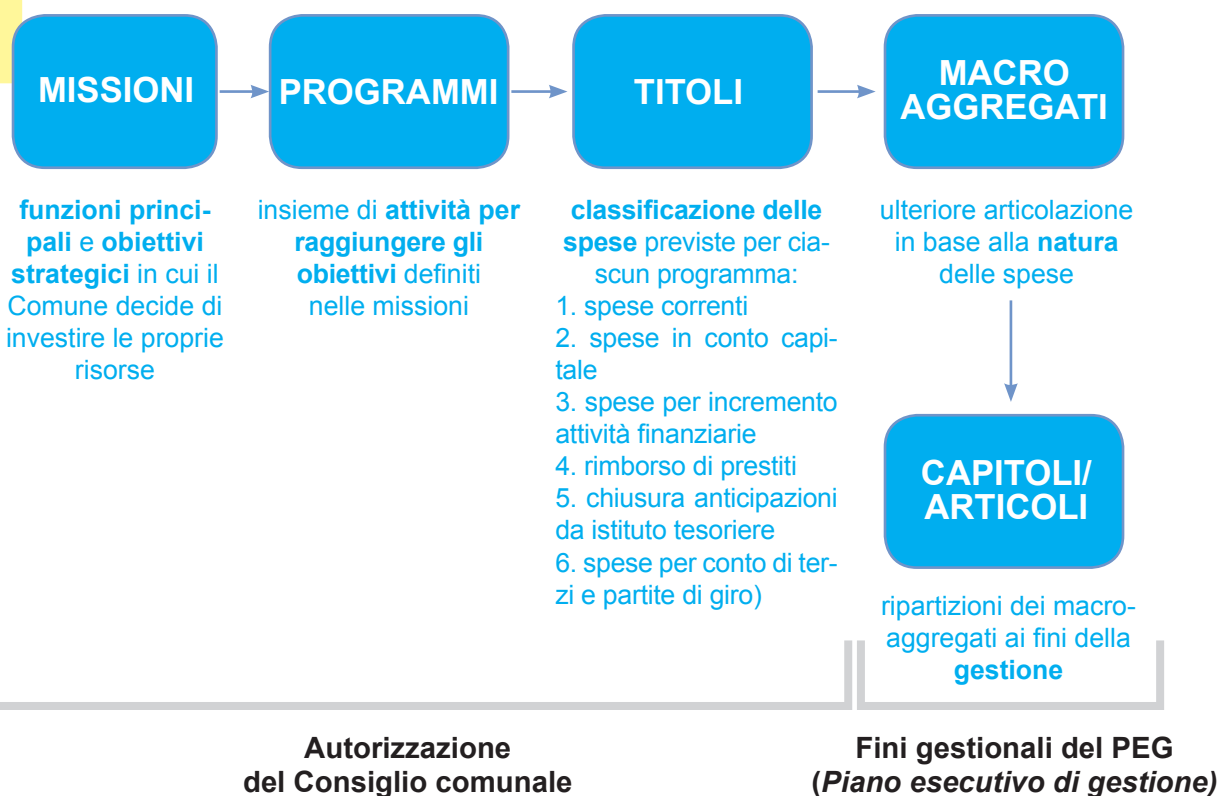 MISSIONI
funzioni princi-
pali e obiettivi
strategici in cui il
Comune decide di
investire le proprie
risorse
PROGRAMMI
insieme di attività per
raggiungere gli
obiettivi definiti
nelle missioni
TITOLI
classificazione delle
spese previste per cia-
scun programma:
1. spese correnti
2. spese in conto capi-
tale
3. spese per incremento
attività finanziarie
4. rimborso di prestiti
5. chiusura anticipazioni
da istituto tesoriere
6. spese per conto di ter-
zi e partite di giro)
MACRO
AGGREGATI
ulteriore articolazione
in base alla natura
delle spese
CAPITOLI/
ARTICOLI
ripartizioni dei macro-
aggregati ai fini della
gestione
Autorizzazione
del Consiglio comunale
Fini gestionali del PEG
(Piano esecutivo di gestione)